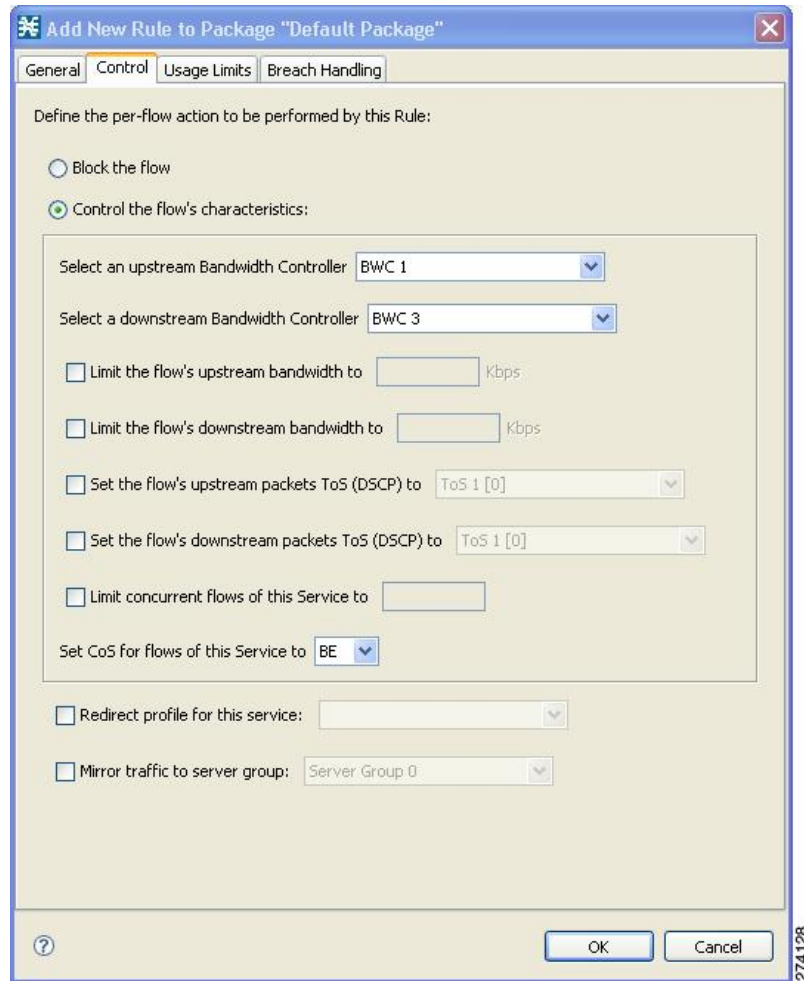 Add New Rule to Package "Default Package"
General Control Usage Limits Breach Handling
Define the per-flow action to be performed by this Rule:
Block the flow
Control the flow's characteristics:
Select an upstream Bandwidth Controller BWC 1
Select a downstream Bandwidth Controller BWC 3
Limit the flow's upstream bandwidth to Kbps
Limit the flow's downstream bandwidth to Kbps
Set the flow's upstream packets ToS (DSCP) to ToS 1 [0]
Set the flow's downstream packets ToS (DSCP) to ToS 1 [0]
Limit concurrent flows of this Service to
Set CoS for flows of this Service to BE
Redirect profile for this service:
Mirror traffic to server group: Server Group 0
? OK Cancel
274128